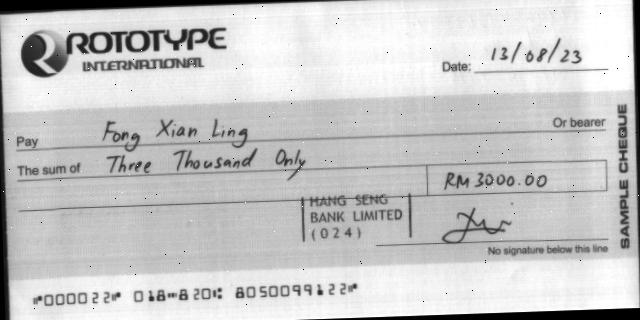 ROTOTYPE
INTERNATIONAL
Date: 13/08/23
Pay Fong Xian Ling Or bearer
The sum of Three Thousand Only
RM 3000.00
HANG SENG
BANK LIMITED
(024)
No signature below this line
SAMPLE CHEQUE
⑈000022⑈ 018⑉820⑆ 8050099122⑈